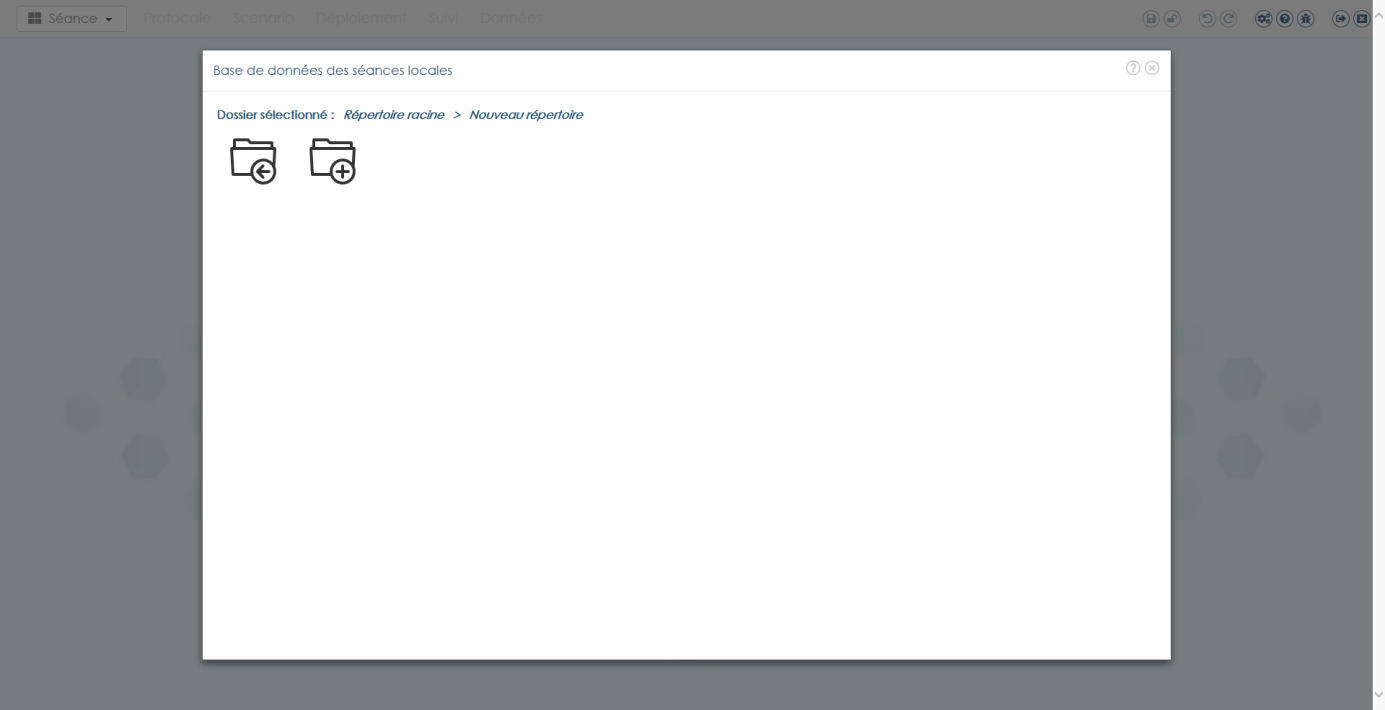 Séance Protocole Scénario Déploiement Suivi Données
Base de données des séances locales
Dossier sélectionné : Répertoire racine > Nouveau répertoire